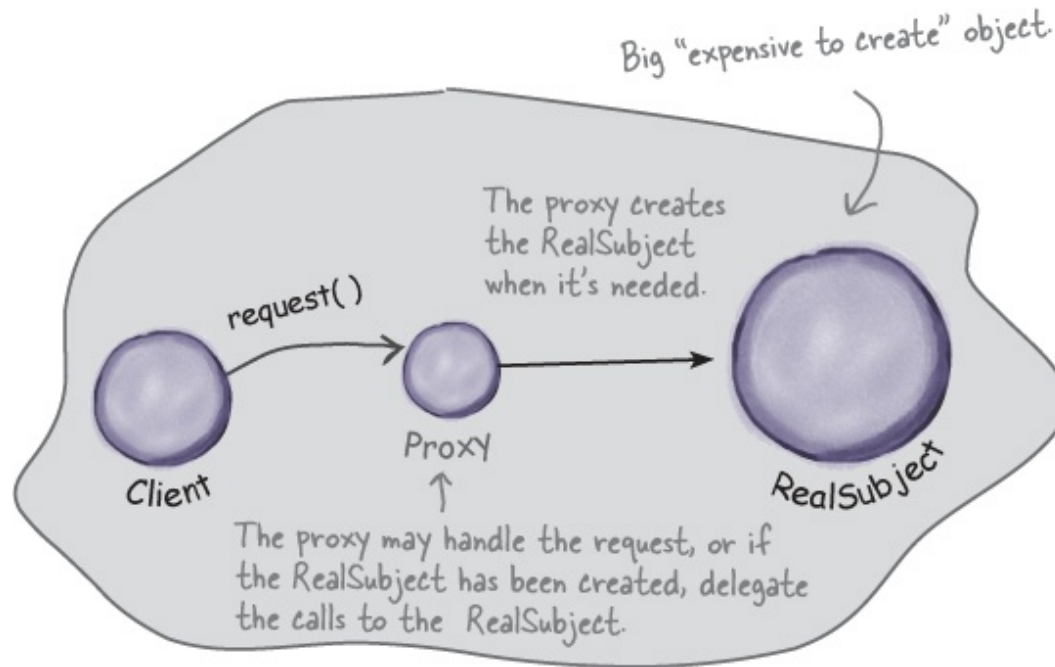 Big “expensive to create” object.
The proxy creates
the RealSubject
when it's needed.
request()
Client
Proxy
RealSubject
The proxy may handle the request, or if
the RealSubject has been created, delegate
the calls to the RealSubject.